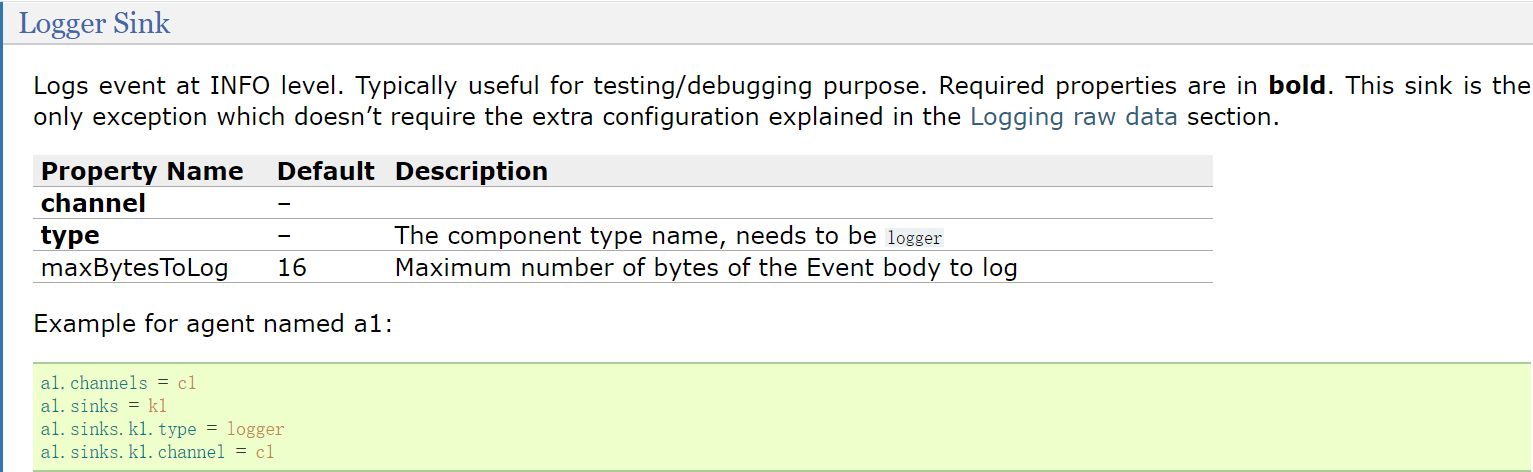 Logger Sink
Logs event at INFO level. Typically useful for testing/debugging purpose. Required properties are in bold. This sink is the
only exception which doesn’t require the extra configuration explained in the Logging raw data section.
Property Name Default Description
channel –
type – The component type name, needs to be logger
maxBytesToLog 16 Maximum number of bytes of the Event body to log
Example for agent named a1:
a1.channels = c1
a1.sinks = k1
a1.sinks.k1.type = logger
a1.sinks.k1.channel = c1